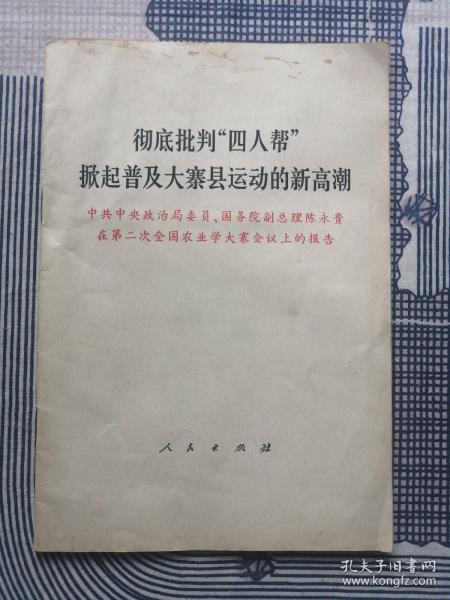 彻底批判“四人帮”
掀起普及大寨县运动的新高潮
中共中央政治局委员、国务院副总理陈永贵
在第二次全国农业学大寨会议上的报告
人民出版社
孔夫子旧书网
www.kongfz.com